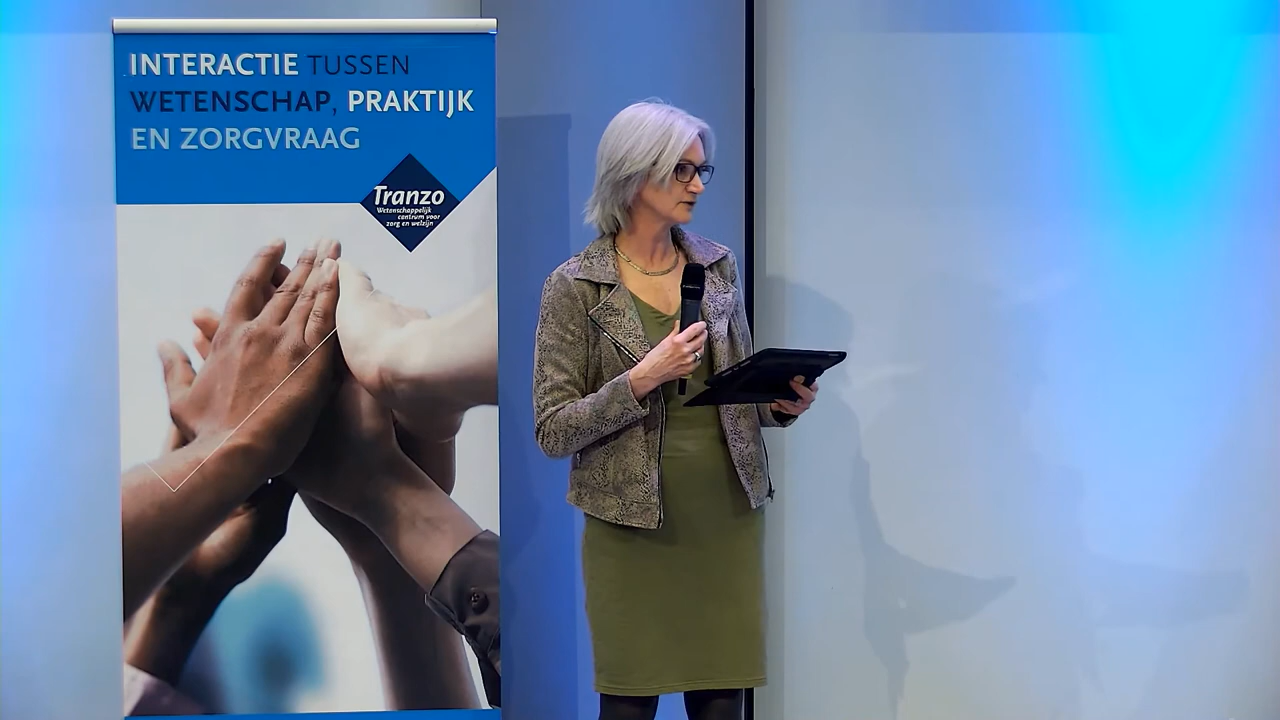 INTERACTIE TUSSEN
WETENSCHAP, PRAKTIJK
EN ZORGVRAAG
Tranzo
Wetenschappelijk
centrum voor
zorg en welzijn